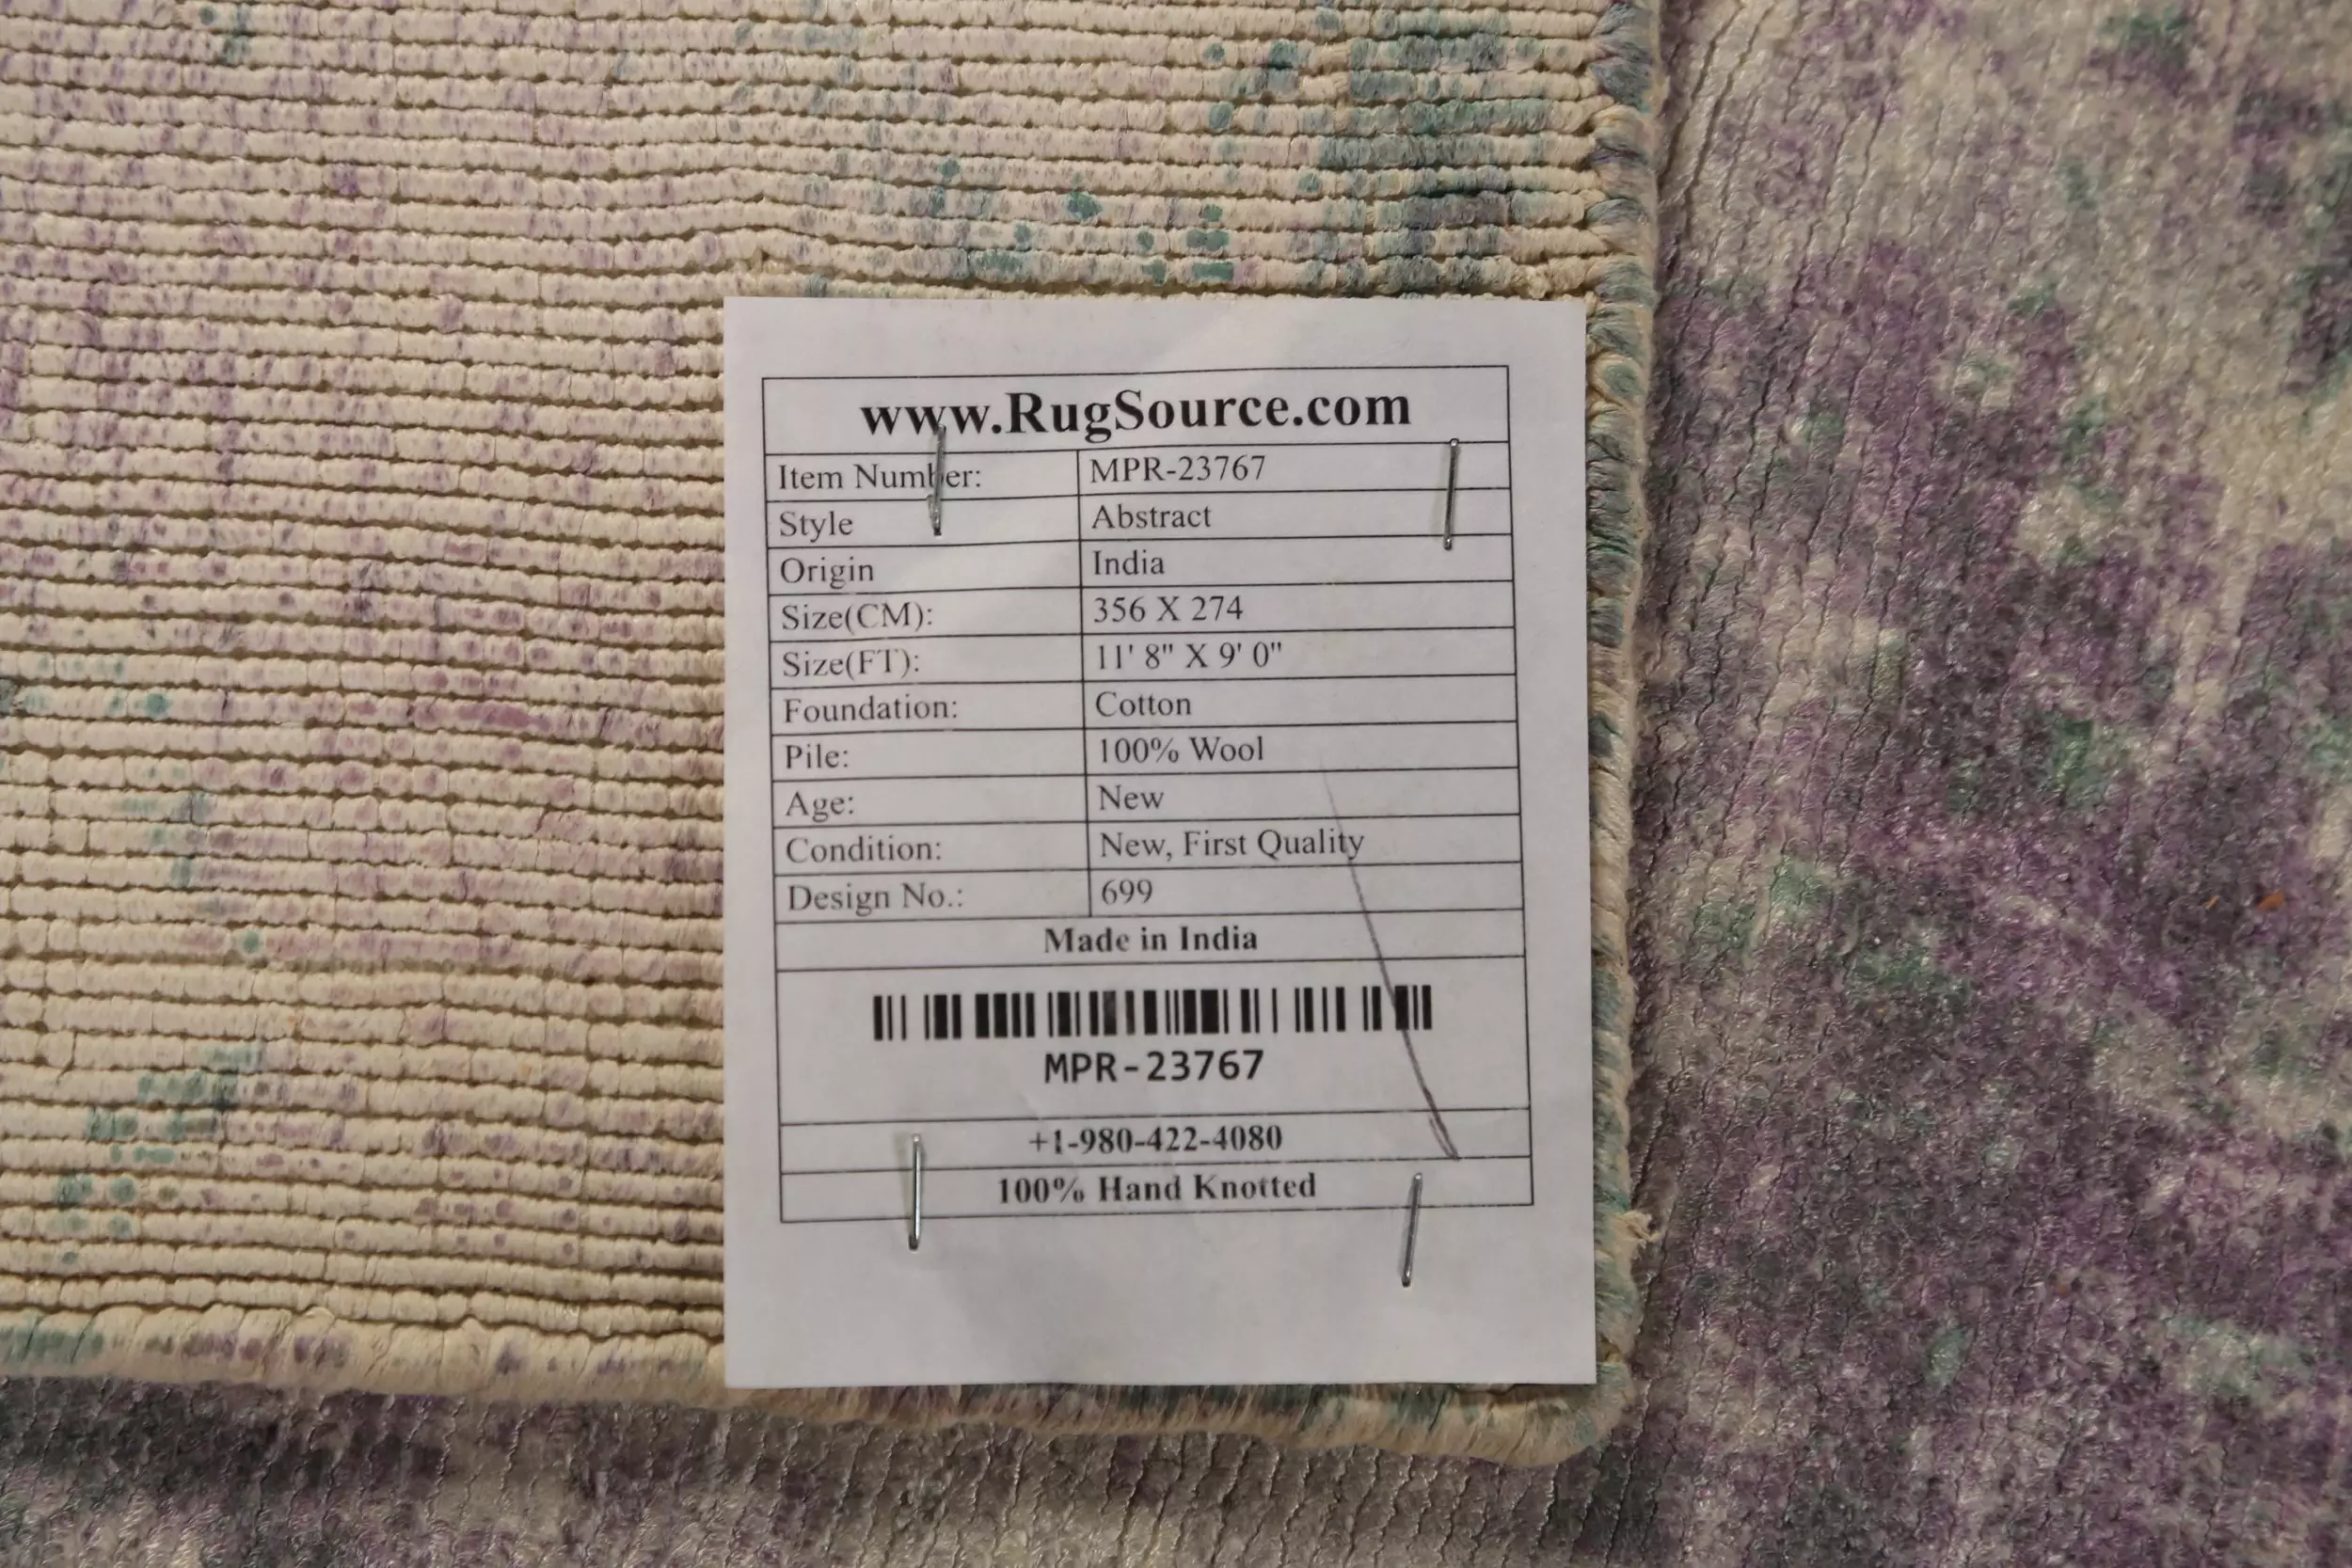 www.RugSource.com
Item Number: MPR-23767
Style Abstract
Origin India
Size(CM): 356 X 274
Size(FT): 11' 8" X 9' 0"
Foundation: Cotton
Pile: 100% Wool
Age: New
Condition: New, First Quality
Design No.: 699
Made in India
MPR-23767
+1-980-422-4080
100% Hand Knotted